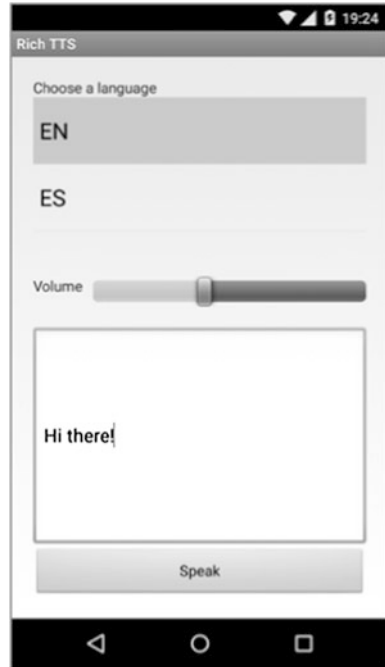 19:24
Rich TTS
Choose a language
EN
ES
Volume
Hi there!
Speak